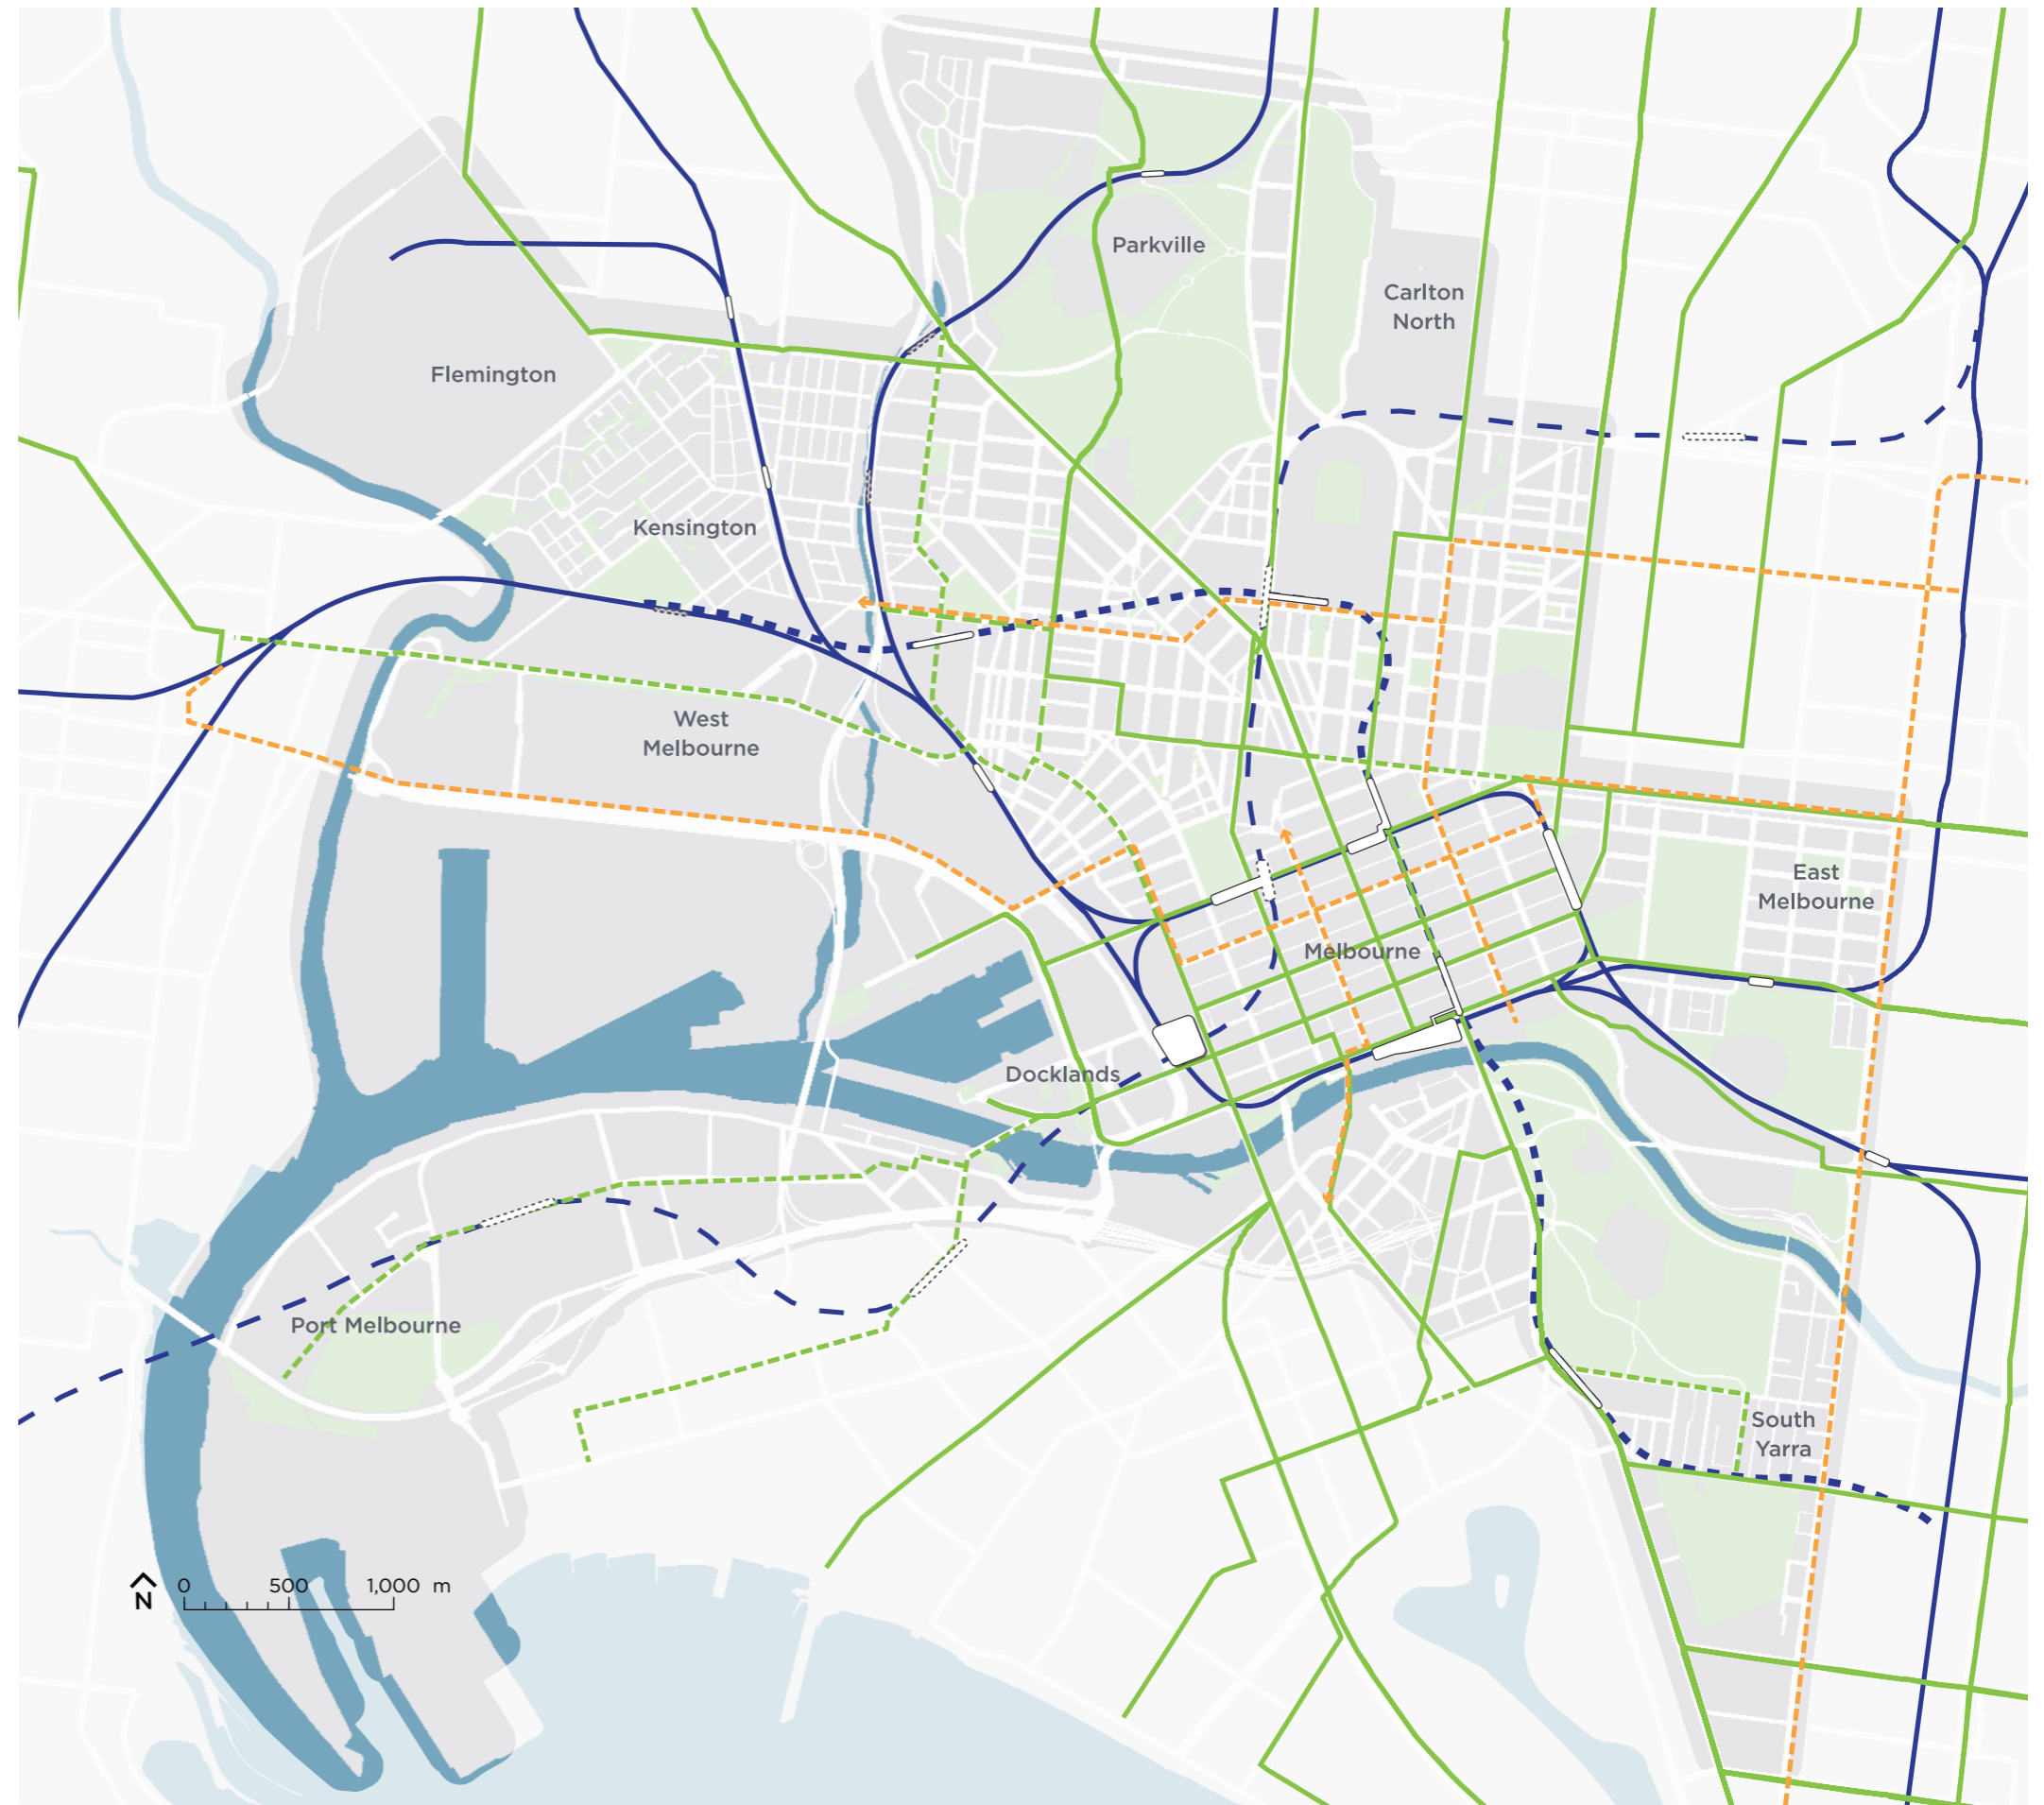 Parkville
Carlton
North
Flemington
Kensington
West
Melbourne
East
Melbourne
Melbourne
Docklands
Port Melbourne
South
Yarra
N
0 500 1,000 m